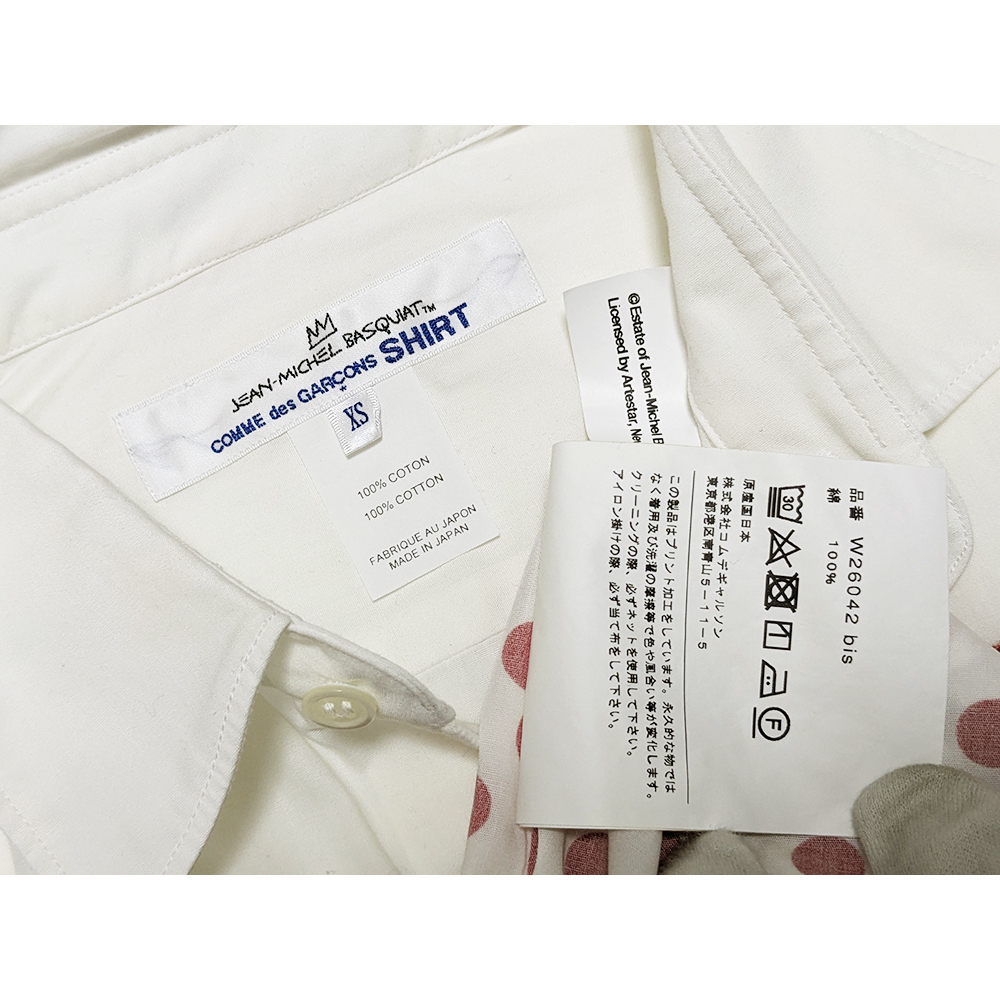 JEAN-MICHEL BASQUIAT™
COMME des GARÇONS SHIRT
XS
100% COTON
100% COTTON
FABRIQUE AU JAPON
MADE IN JAPAN
© Estate of Jean-Michel B
Licensed by Artestar, New
品番 W26042 bis
綿 100%
30
F
原産国日本
株式会社コムデギャルソン
東京都港区南青山5-11-5
この製品はプリント加工をしています。永久的な物では
なく着用及び洗濯の摩擦等で色や風合い等が変化します。
クリーニングの際、必ずネットを使用して下さい。
アイロン掛けの際、必ず当て布をして下さい。